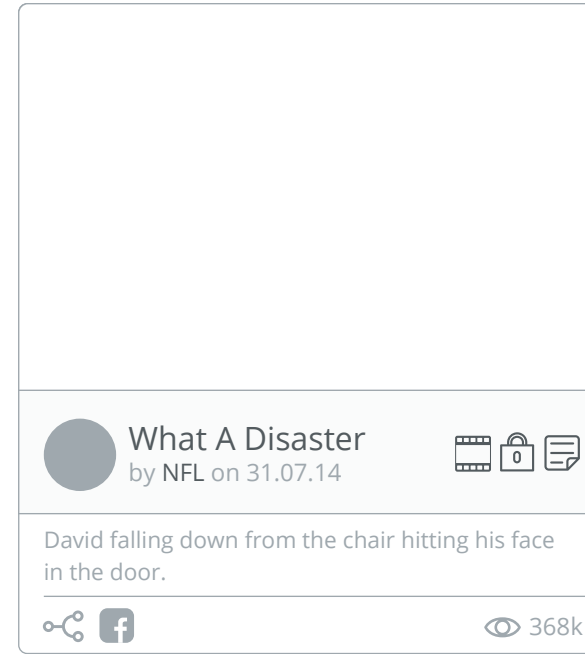 What A Disaster
by NFL on 31.07.14
David falling down from the chair hitting his face
in the door.
368k